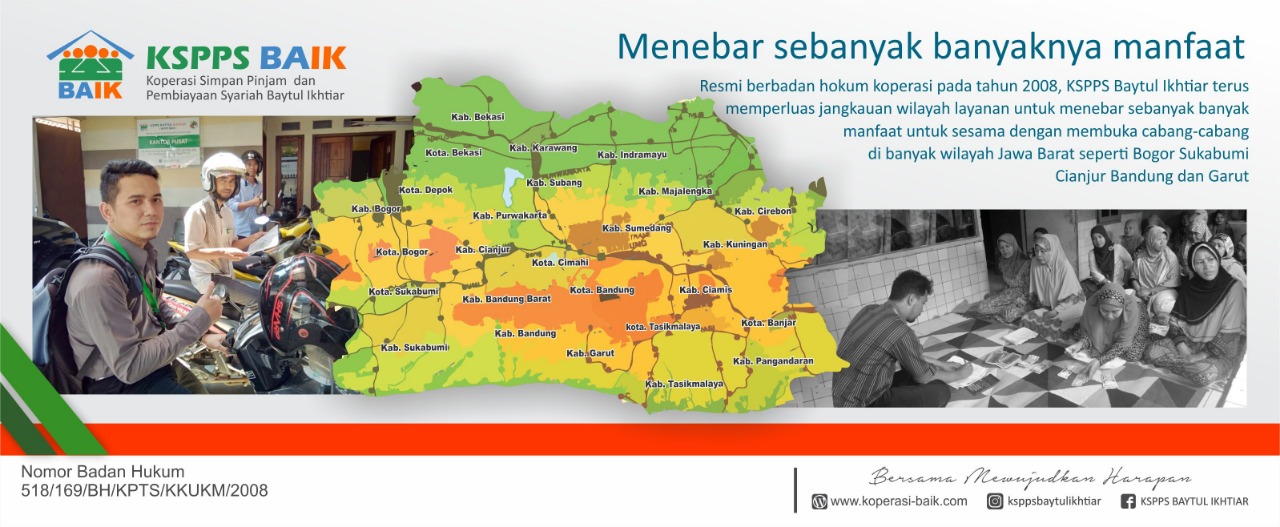 KSPPS BAIK
BAIK
Koperasi Simpan Pinjam dan
Pembiayaan Syariah Baytul Ikhtiar
Menebar sebanyak banyaknya manfaat
Resmi berbadan hokum koperasi pada tahun 2008, KSPPS Baytul Ikhtiar terus
memperluas jangkauan wilayah layanan untuk menebar sebanyak banyak
manfaat untuk sesama dengan membuka cabang-cabang
di banyak wilayah Jawa Barat seperti Bogor Sukabumi
Cianjur Bandung dan Garut
KANTOR PUSAT
Kab. Bekasi
Kota. Bekasi
Kab. Karawang
Kab. Indramayu
Kab. Subang
Kota. Depok
Kab. Majalengka
Kab. Bogor
Kab. Purwakarta
Kab. Cirebon
Kab. Sumedang
Kota. Bogor
Kab. Cianjur
Kab. Kuningan
Kota. Cimahi
Kota. Sukabumi
Kab. Bandung Barat
Kota. Bandung
Kab. Ciamis
Kab. Bandung
kota. Tasikmalaya
Kota. Banjar
Kab. Sukabumi
Kab. Garut
Kab. Pangandaran
Kab. Tasikmalaya
Nomor Badan Hukum
518/169/BH/KPTS/KKUKM/2008
Bersama Mewujudkan Harapan
www.koperasi-baik.com
ksppsbaytulikhtiar
KSPPS BAYTUL IKHTIAR